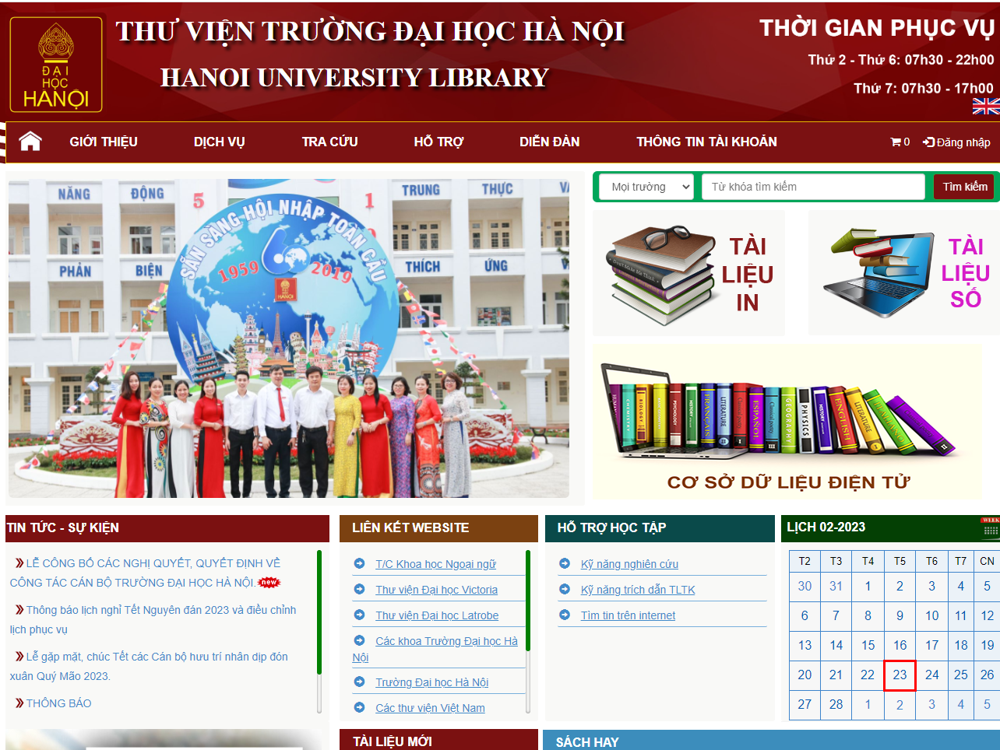 THƯ VIỆN TRƯỜNG ĐẠI HỌC HÀ NỘI
HANOI UNIVERSITY LIBRARY
ĐẠI
HỌC
HÀNỘI
THỜI GIAN PHỤC VỤ
Thứ 2 - Thứ 6: 07h30 - 22h00
Thứ 7: 07h30 - 17h00
GIỚI THIỆU DỊCH VỤ TRA CỨU HỖ TRỢ DIỄN ĐÀN THÔNG TIN TÀI KHOẢN 0 Đăng nhập
NĂNG ĐỘNG 5 1 TRUNG THỰC
PHẢN BIỆN THÍCH ỨNG
SẴN SÀNG HỘI NHẬP TOÀN CẦU
1959 60 2019
HÀNỘI
Mọi trường Từ khóa tìm kiếm Tìm kiếm
TÀI
LIỆU
IN
TÀI
LIỆU
SỐ
CHEMISTRY BIOLOGY PSYCHOLOGY HISTORY FRANÇAIS LITERATURE ESPAÑOL GEOGRAPHY PHYSICS HISTORY ENGLISH LITERATURE
CƠ SỞ DỮ LIỆU ĐIỆN TỬ
TIN TỨC - SỰ KIỆN
LỄ CÔNG BỐ CÁC NGHỊ QUYẾT, QUYẾT ĐỊNH VỀ
CÔNG TÁC CÁN BỘ TRƯỜNG ĐẠI HỌC HÀ NỘI. new
Thông báo lịch nghỉ Tết Nguyên đán 2023 và điều chỉnh
lịch phục vụ
Lễ gặp mặt, chúc Tết các Cán bộ hưu trí nhân dịp đón
xuân Quý Mão 2023.
THÔNG BÁO
LIÊN KẾT WEBSITE
T/C Khoa học Ngoại ngữ
Thư viện Đại học Victoria
Thư viện Đại học Latrobe
Các khoa Trường Đại học Hà
Nội
Trường Đại học Hà Nội
Các thư viện Việt Nam
HỖ TRỢ HỌC TẬP
Kỹ năng nghiên cứu
Kỹ năng trích dẫn TLTK
Tìm tin trên internet
LỊCH 02-2023
WEEK
T2 T3 T4 T5 T6 T7 CN
30 31 1 2 3 4 5
6 7 8 9 10 11 12
13 14 15 16 17 18 19
20 21 22 23 24 25 26
27 28 1 2 3 4 5
TÀI LIỆU MỚI
SÁCH HAY